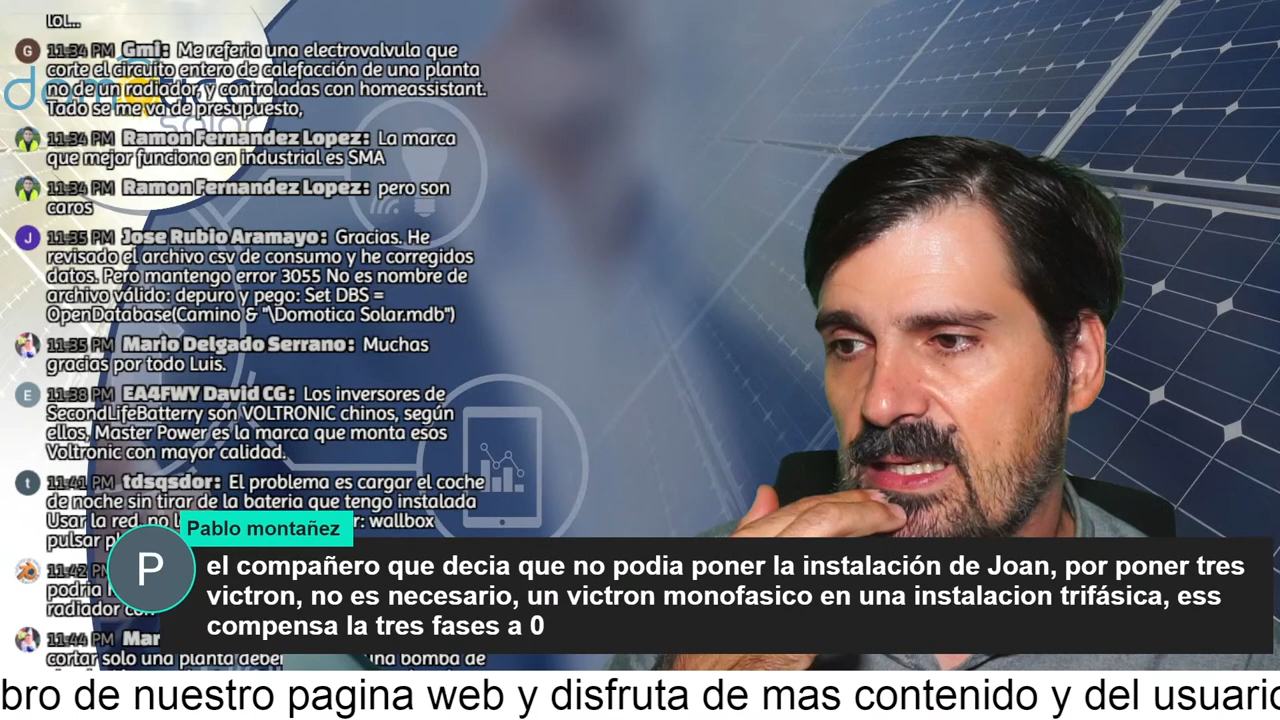 LOL...
11:34 PM Gmi: Me referia una electrovalvula que
corte el circuito entero de calefacción de una planta
no de un radiador, y controladas con homeassistant.
Tado se me va de presupuesto,
11:34 PM Ramon Fernandez Lopez: La marca
que mejor funciona en industrial es SMA
11:34 PM Ramon Fernandez Lopez: pero son
caros
J 11:35 PM Jose Rubio Aramayo: Gracias. He
revisado el archivo csv de consumo y he corregidos
datos. Pero mantengo error 3055 No es nombre de
archivo válido: depuro y pego: Set DBS =
OpenDatabase(Camino & "\Domotica Solar.mdb")
11:35 PM Mario Delgado Serrano: Muchas
gracias por todo Luis.
E 11:38 PM EA4FWY David CG: Los inversores de
SecondLifeBatterry son VOLTRONIC chinos, según
ellos, Master Power es la marca que monta esos
Voltronic con mayor calidad.
t 11:41 PM tdsqsdor: El problema es cargar el coche
de noche sin tirar de la bateria que tengo instalada
Usar la red, no wallbox
pulsar
Pablo montañez
P
el compañero que decia que no podia poner la instalación de Joan, por poner tres
victron, no es necesario, un victron monofasico en una instalacion trifásica, ess
compensa la tres fases a 0
11:42
podria
radiador
11:44 PM Mar
cortar solo una planta bomba de
bro de nuestro pagina web y disfruta de mas contenido y del usuario